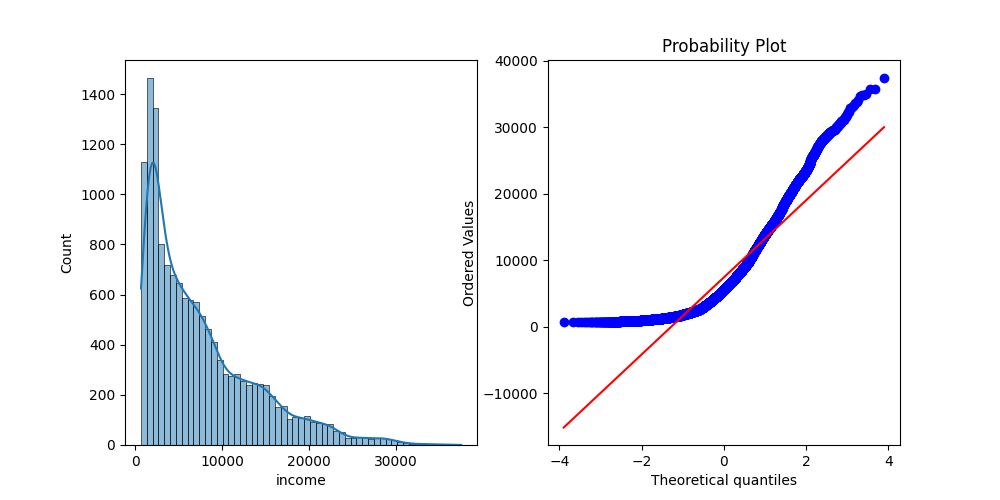 1400
1200
1000
800
600
400
200
0
Count
0 10000 20000 30000
income
Probability Plot
40000
30000
20000
10000
0
−10000
Ordered Values
−4 −2 0 2 4
Theoretical quantiles